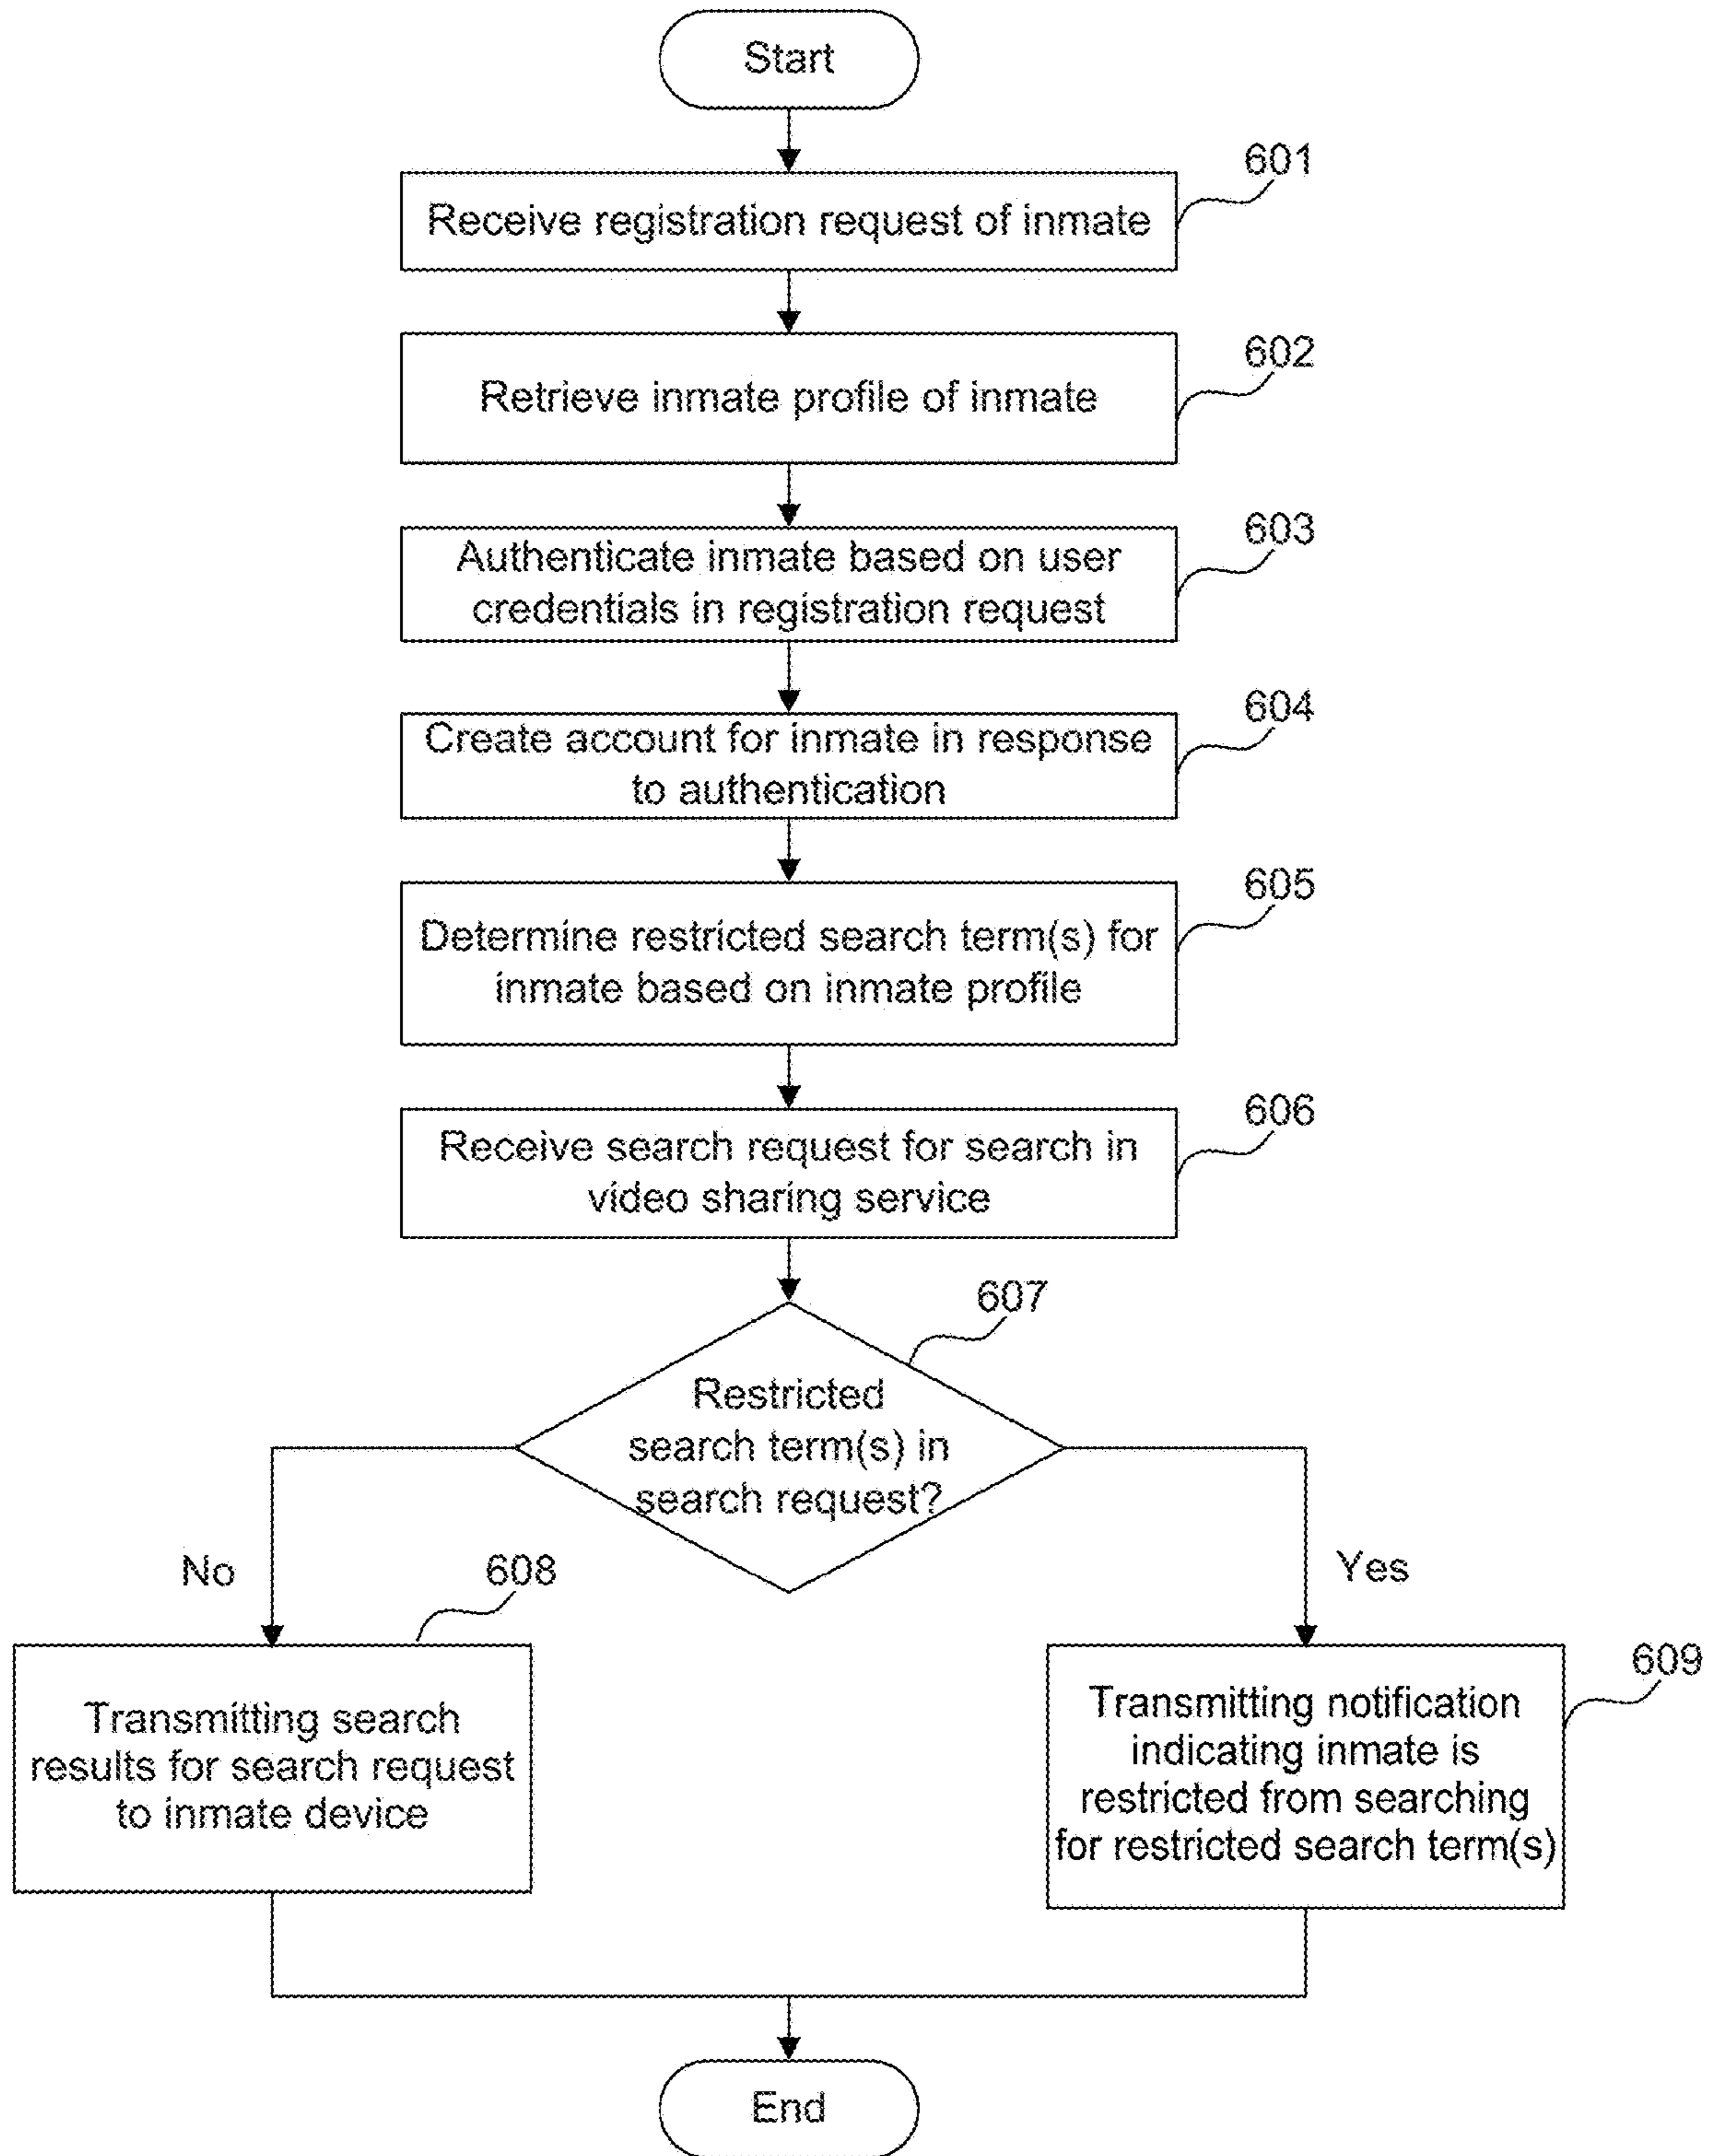 Start
601
Receive registration request of inmate
602
Retrieve inmate profile of inmate
603
Authenticate inmate based on user
credentials in registration request
604
Create account for inmate in response
to authentication
605
Determine restricted search term(s) for
inmate based on inmate profile
606
Receive search request for search in
video sharing service
607
Restricted
search term(s) in
search request?
No
608
Yes
609
Transmitting search
results for search request
to inmate device
Transmitting notification
indicating inmate is
restricted from searching
for restricted search term(s)
End